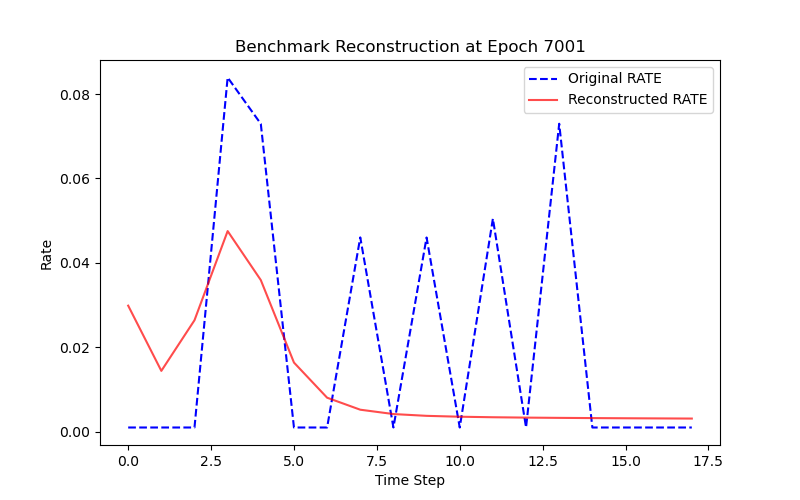 Benchmark Reconstruction at Epoch 7001
Original RATE
Reconstructed RATE
0.08
0.06
0.04
0.02
0.00
Rate
0.0 2.5 5.0 7.5 10.0 12.5 15.0 17.5
Time Step